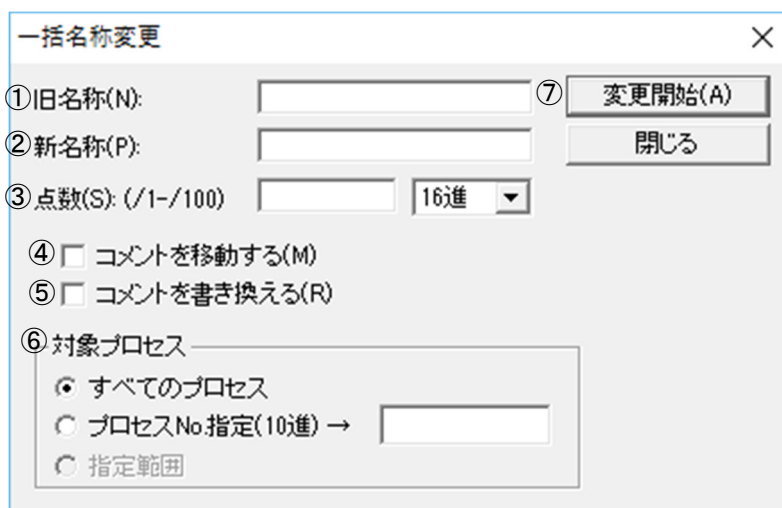 一括名称変更
①旧名称(N):
⑦ 変更開始(A)
②新名称(P):
閉じる
③点数(S): (/1-/100) 16進
④ コメントを移動する(M)
⑤ コメントを書き換える(R)
⑥対象プロセス
すべてのプロセス
プロセスNo.指定(10進) →
指定範囲